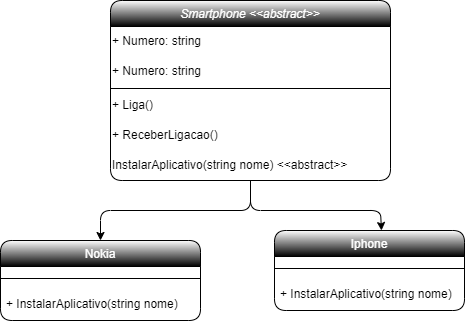 Smartphone <<abstract>>
+ Numero: string
+ Numero: string
+ Liga()
+ ReceberLigacao()
InstalarAplicativo(string nome) <<abstract>>
Nokia
+ InstalarAplicativo(string nome)
Iphone
+ InstalarAplicativo(string nome)